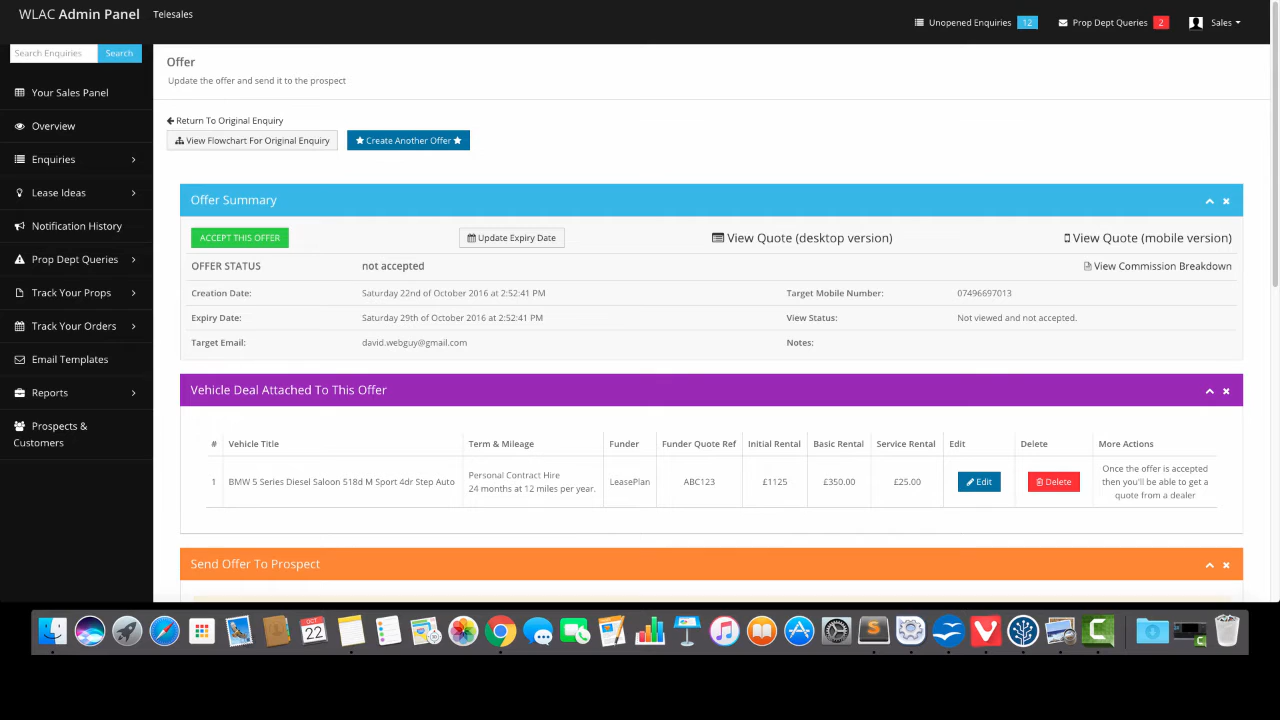 WLAC Admin Panel
Telesales
Unopened Enquiries 12
Prop Dept Queries 2
Sales
Search Enquiries
Search
Your Sales Panel
Overview
Enquiries
Lease Ideas
Notification History
Prop Dept Queries
Track Your Props
Track Your Orders
Email Templates
Reports
Prospects &
Customers
Offer
Update the offer and send it to the prospect
Return To Original Enquiry
View Flowchart For Original Enquiry
Create Another Offer
Offer Summary
ACCEPT THIS OFFER
Update Expiry Date
View Quote (desktop version)
View Quote (mobile version)
OFFER STATUS
not accepted
View Commission Breakdown
Creation Date:
Saturday 22nd of October 2016 at 2:52:41 PM
Target Mobile Number:
07496697013
Expiry Date:
Saturday 29th of October 2016 at 2:52:41 PM
View Status:
Not viewed and not accepted.
Target Email:
david.webguy@gmail.com
Notes:
Vehicle Deal Attached To This Offer
# Vehicle Title Term & Mileage Funder Funder Quote Ref Initial Rental Basic Rental Service Rental Edit Delete More Actions
1
BMW 5 Series Diesel Saloon 518d M Sport 4dr Step Auto
Personal Contract Hire
24 months at 12 miles per year.
LeasePlan
ABC123
£1125
£350.00
£25.00
Edit
Delete
Once the offer is accepted
then you'll be able to get a
quote from a dealer
Send Offer To Prospect
OCT
22